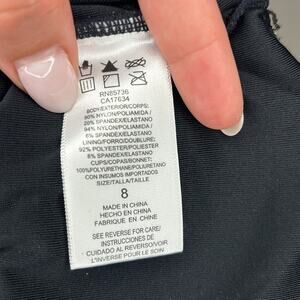 RN85736
CA17634
BODY/EXTERIOR/CORPS:
80% NYLON/POLIAMIDA/
20% SPANDEX/ELASTANO
94% NYLON/POLIAMIDA/
6% SPANDEX/ELASTANO
LINING/FORRO/DOUBLURE:
92% POLYESTER/POLIESTER
8% SPANDEX/ELASTANO
CUPS/COPAS/BONNET:
100%POLYURETHANE/POLIURETANO
CON INSUMOS IMPORTADOS
SIZE/TALLA/TAILLE
8
MADE IN CHINA
HECHO EN CHINA
FABRIQUE EN CHINE
SEE REVERSE FOR CARE/
INSTRUCCIONES DE
CUIDADO AL REVERSO/VOIR
L'INVERSE POUR LE SOIN